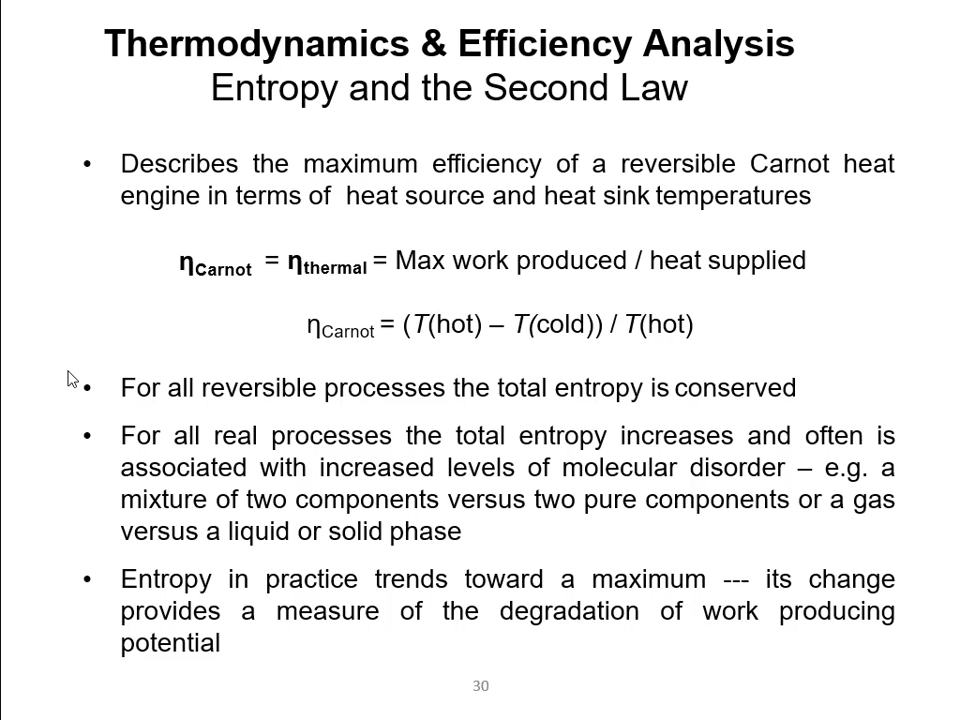 Thermodynamics & Efficiency Analysis
Entropy and the Second Law
• Describes the maximum efficiency of a reversible Carnot heat
engine in terms of heat source and heat sink temperatures
ηCarnot = ηthermal = Max work produced / heat supplied
ηCarnot = (T(hot) – T(cold)) / T(hot)
• For all reversible processes the total entropy is conserved
• For all real processes the total entropy increases and often is
associated with increased levels of molecular disorder – e.g. a
mixture of two components versus two pure components or a gas
versus a liquid or solid phase
• Entropy in practice trends toward a maximum --- its change
provides a measure of the degradation of work producing
potential
30